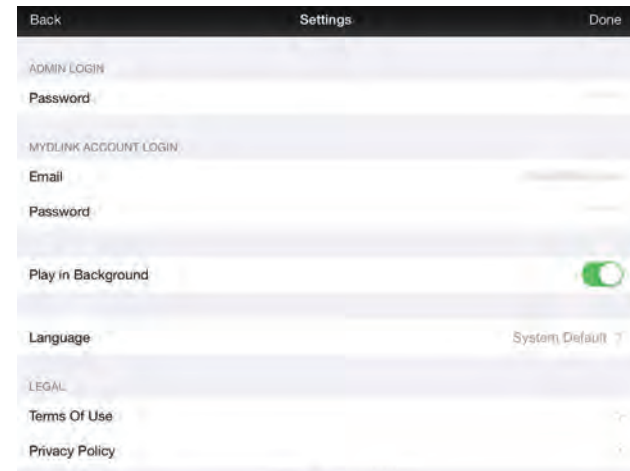 Back Settings Done
ADMIN LOGIN
Password
MYDLINK ACCOUNT LOGIN
Email
Password
Play in Background
Language System Default
LEGAL
Terms Of Use
Privacy Policy